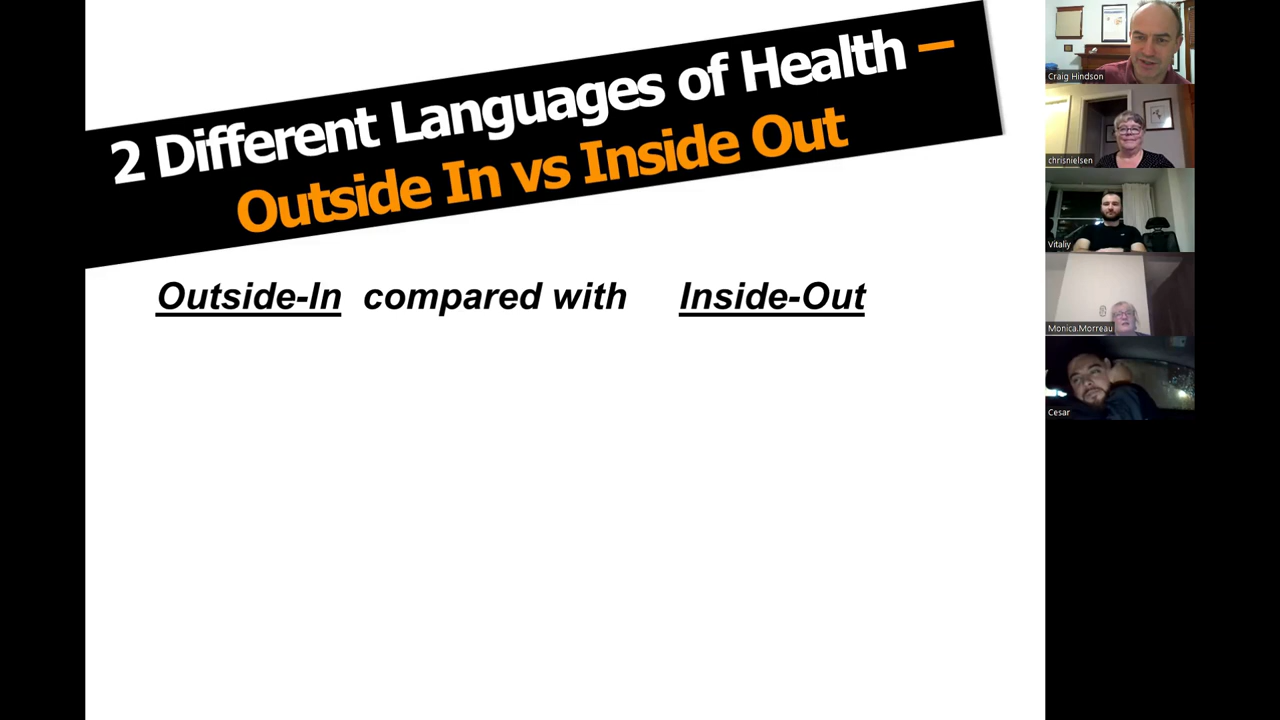 2 Different Languages of Health –
Outside In vs Inside Out
Outside-In compared with Inside-Out
Craig Hindson
chrisnielsen
Vitaliy
Monica.Morreau
Cesar